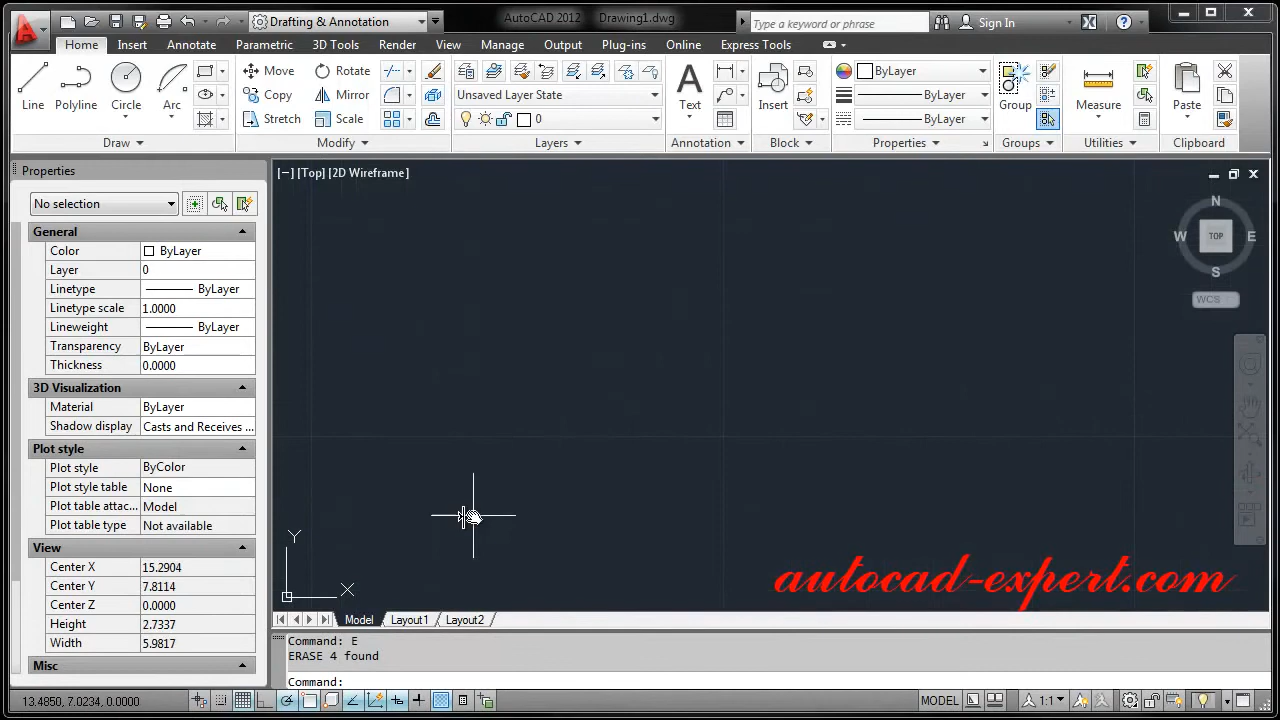 Drafting & Annotation
AutoCAD 2012 Drawing1.dwg
Type a keyword or phrase
Sign In
Home Insert Annotate Parametric 3D Tools Render View Manage Output Plug-ins Online Express Tools
Line Polyline Circle Arc
Move Rotate
Copy Mirror
Stretch Scale
Unsaved Layer State
0
Text
Insert
ByLayer
ByLayer
ByLayer
Group
Measure
Paste
Draw Modify Layers Annotation Block Properties Groups Utilities Clipboard
Properties
No selection
General
Color ByLayer
Layer 0
Linetype ByLayer
Linetype scale 1.0000
Lineweight ByLayer
Transparency ByLayer
Thickness 0.0000
3D Visualization
Material ByLayer
Shadow display Casts and Receives ...
Plot style
Plot style ByColor
Plot style table None
Plot table attac... Model
Plot table type Not available
View
Center X 15.2904
Center Y 7.8114
Center Z 0.0000
Height 2.7337
Width 5.9817
Misc
[−] [Top] [2D Wireframe]
N
W TOP E
S
WCS
Y
X
autocad-expert.com
Model Layout1 Layout2
Command: E
ERASE 4 found
Command:
13.4850, 7.0234, 0.0000
MODEL
1:1